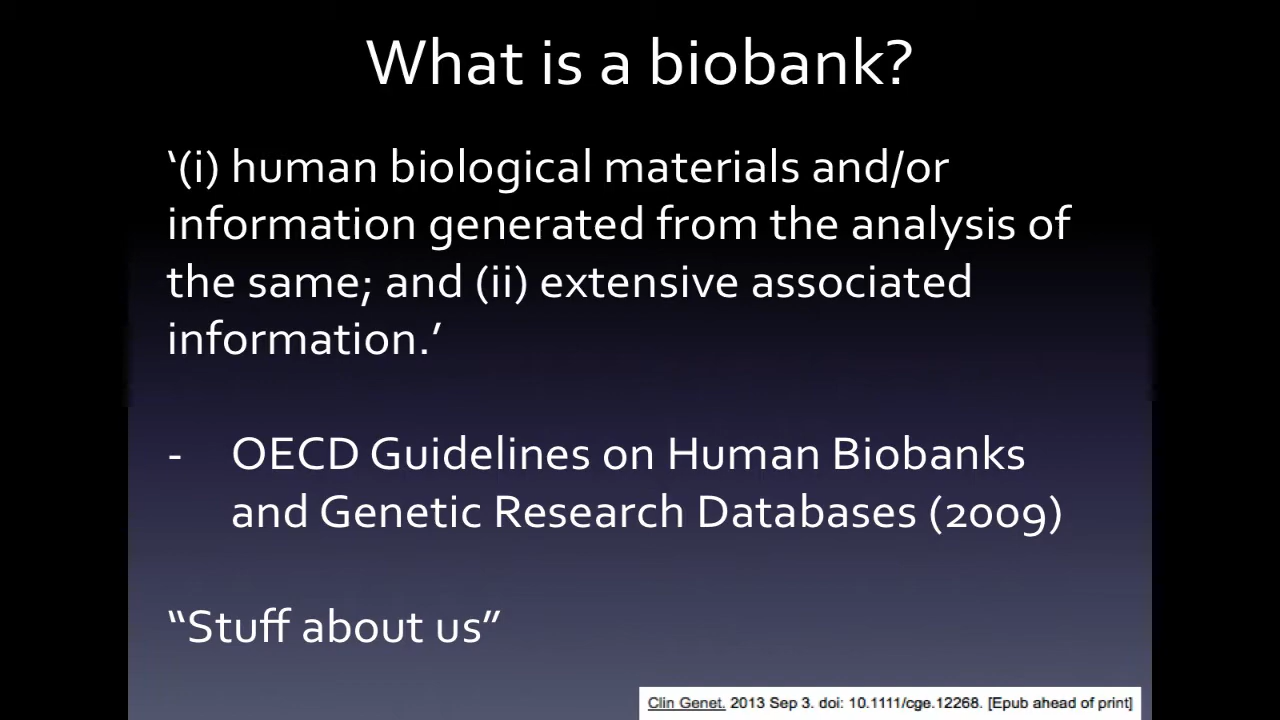 What is a biobank?
‘(i) human biological materials and/or
information generated from the analysis of
the same; and (ii) extensive associated
information.’
- OECD Guidelines on Human Biobanks
and Genetic Research Databases (2009)
“Stuff about us”
Clin Genet. 2013 Sep 3. doi: 10.1111/cge.12268. [Epub ahead of print]